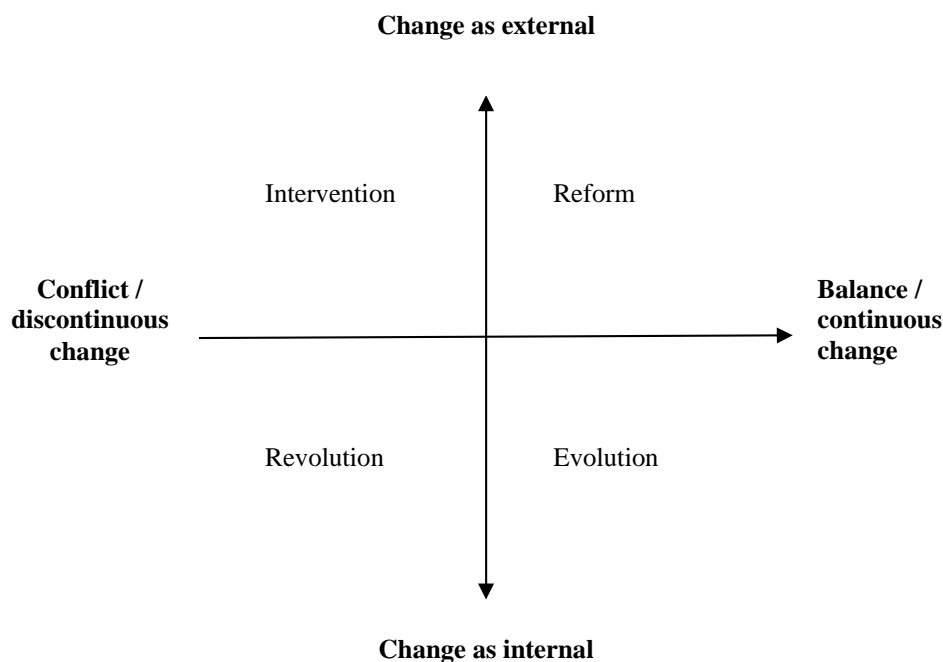 Change as external
Intervention
Reform
Conflict /
discontinuous
change
Balance /
continuous
change
Revolution
Evolution
Change as internal